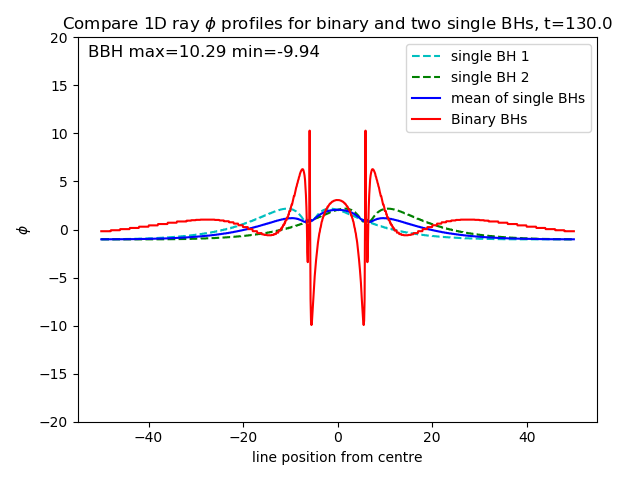 Compare 1D ray ϕ profiles for binary and two single BHs, t=130.0
BBH max=10.29 min=-9.94
single BH 1
single BH 2
mean of single BHs
Binary BHs
20
15
10
5
0
−5
−10
−15
−20
ϕ
−40
−20
0
20
40
line position from centre